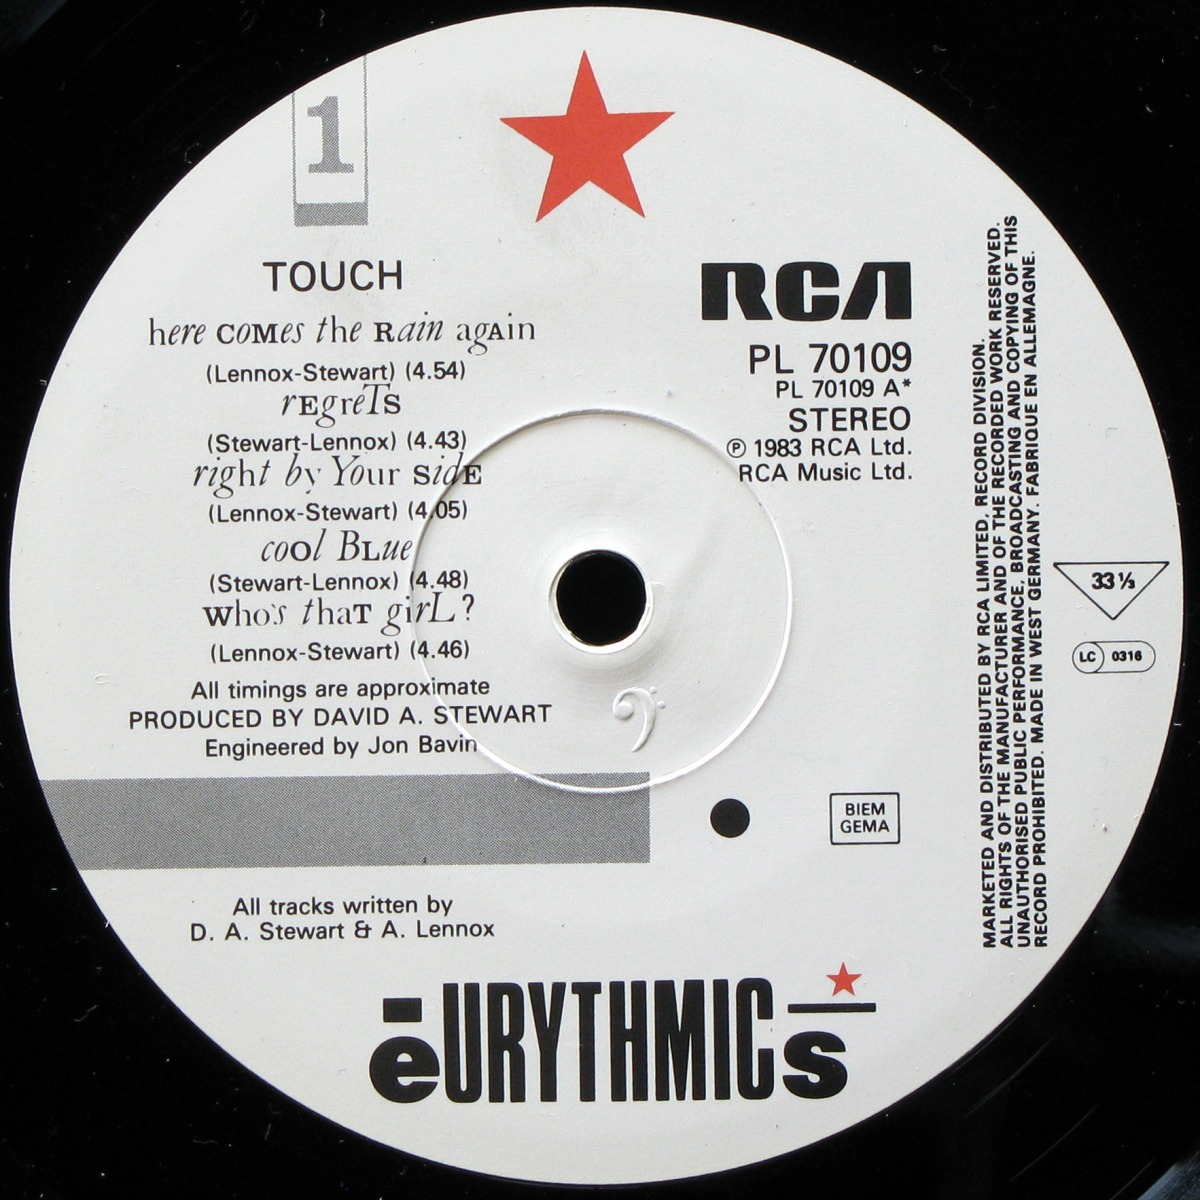 1
TOUCH
here COMes the Rain agAin
(Lennox-Stewart) (4.54)
rEgreTS
(Stewart-Lennox) (4.43)
right by Your SidE
(Lennox-Stewart) (4.05)
coOl BLue
(Stewart-Lennox) (4.48)
Who's thaT girL?
(Lennox-Stewart) (4.46)
All timings are approximate
PRODUCED BY DAVID A. STEWART
Engineered by Jon Bavin
All tracks written by
D. A. Stewart & A. Lennox
RCA
PL 70109
PL 70109 A*
STEREO
℗ 1983 RCA Ltd.
RCA Music Ltd.
BIEM
GEMA
MARKETED AND DISTRIBUTED BY RCA LIMITED, RECORD DIVISION.
ALL RIGHTS OF THE MANUFACTURER AND OF THE RECORDED WORK RESERVED.
UNAUTHORISED PUBLIC PERFORMANCE, BROADCASTING AND COPYING OF THIS
RECORD PROHIBITED. MADE IN WEST GERMANY. FABRIQUE EN ALLEMAGNE.
33⅓
LC 0316
eURYTHMICs